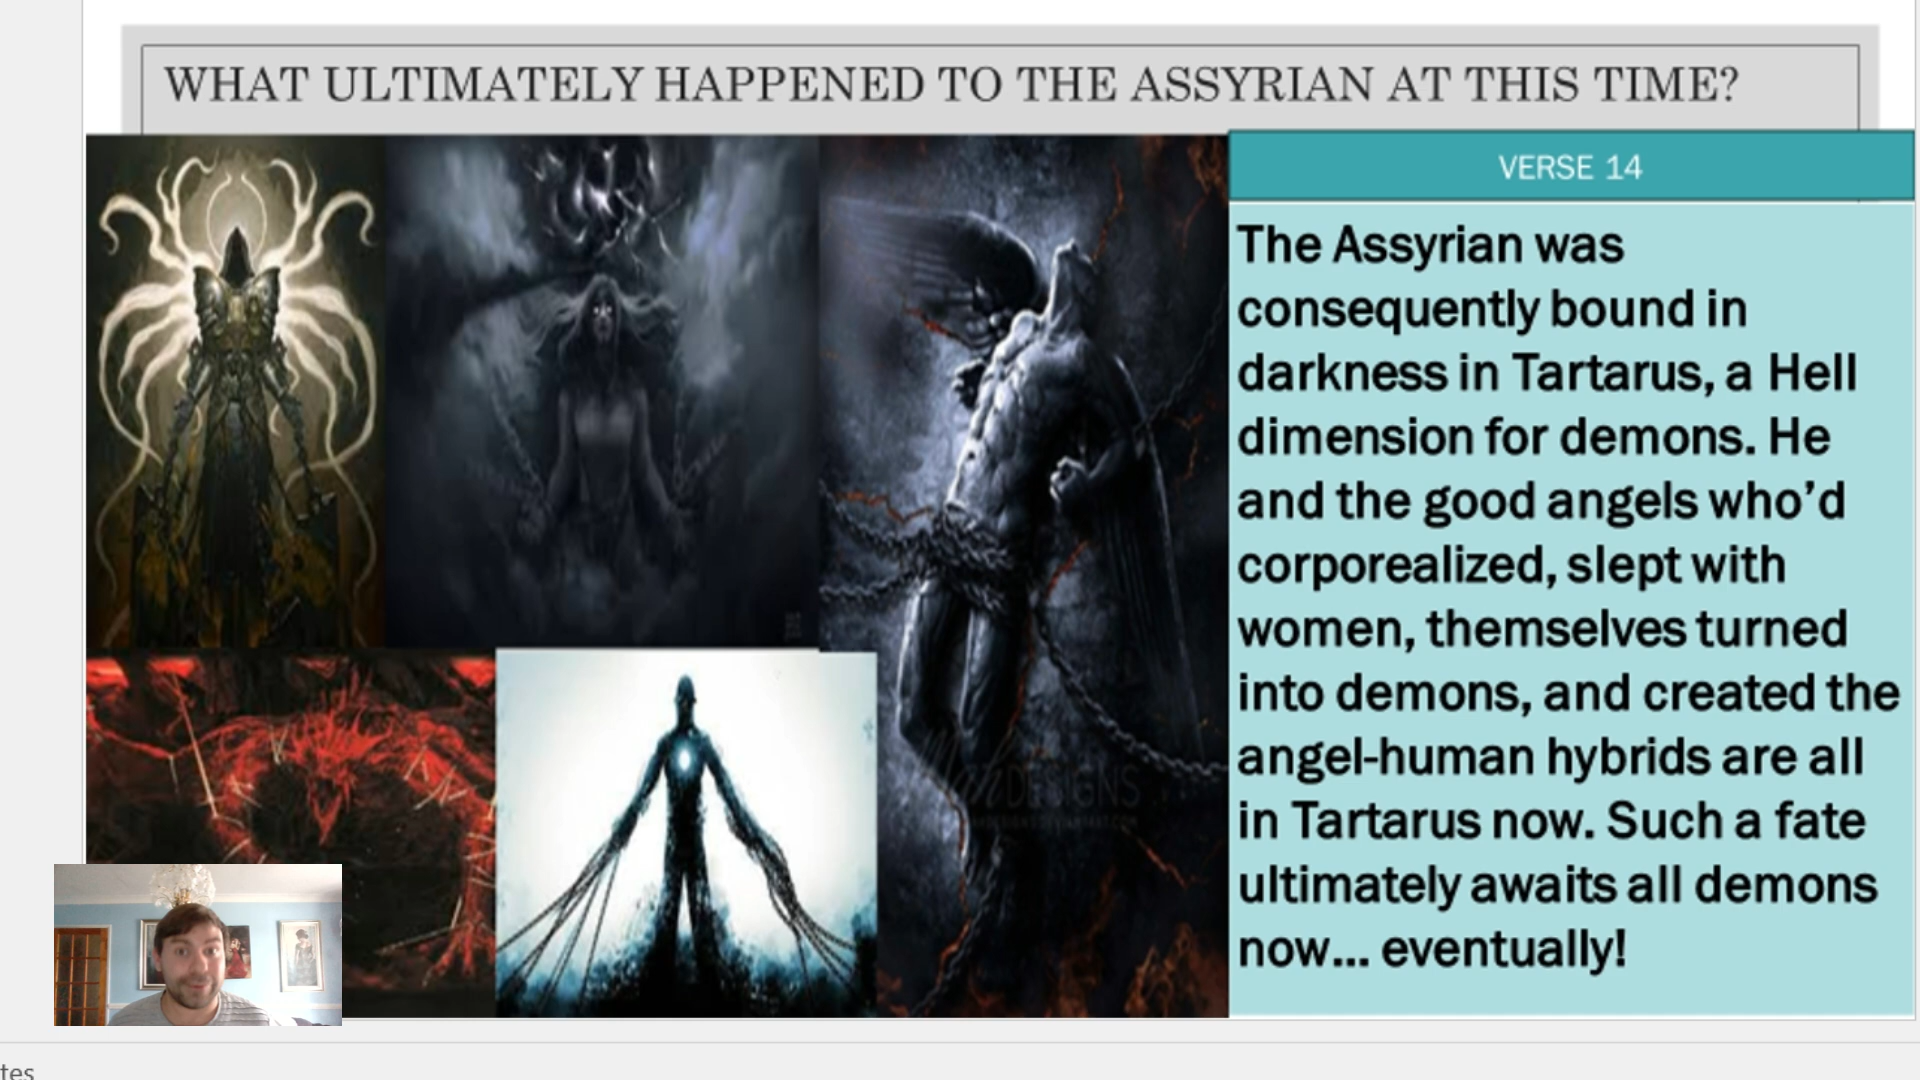 WHAT ULTIMATELY HAPPENED TO THE ASSYRIAN AT THIS TIME?
VERSE 14
The Assyrian was
consequently bound in
darkness in Tartarus, a Hell
dimension for demons. He
and the good angels who’d
corporealized, slept with
women, themselves turned
into demons, and created the
angel-human hybrids are all
in Tartarus now. Such a fate
ultimately awaits all demons
now... eventually!
DESIGNS
tes